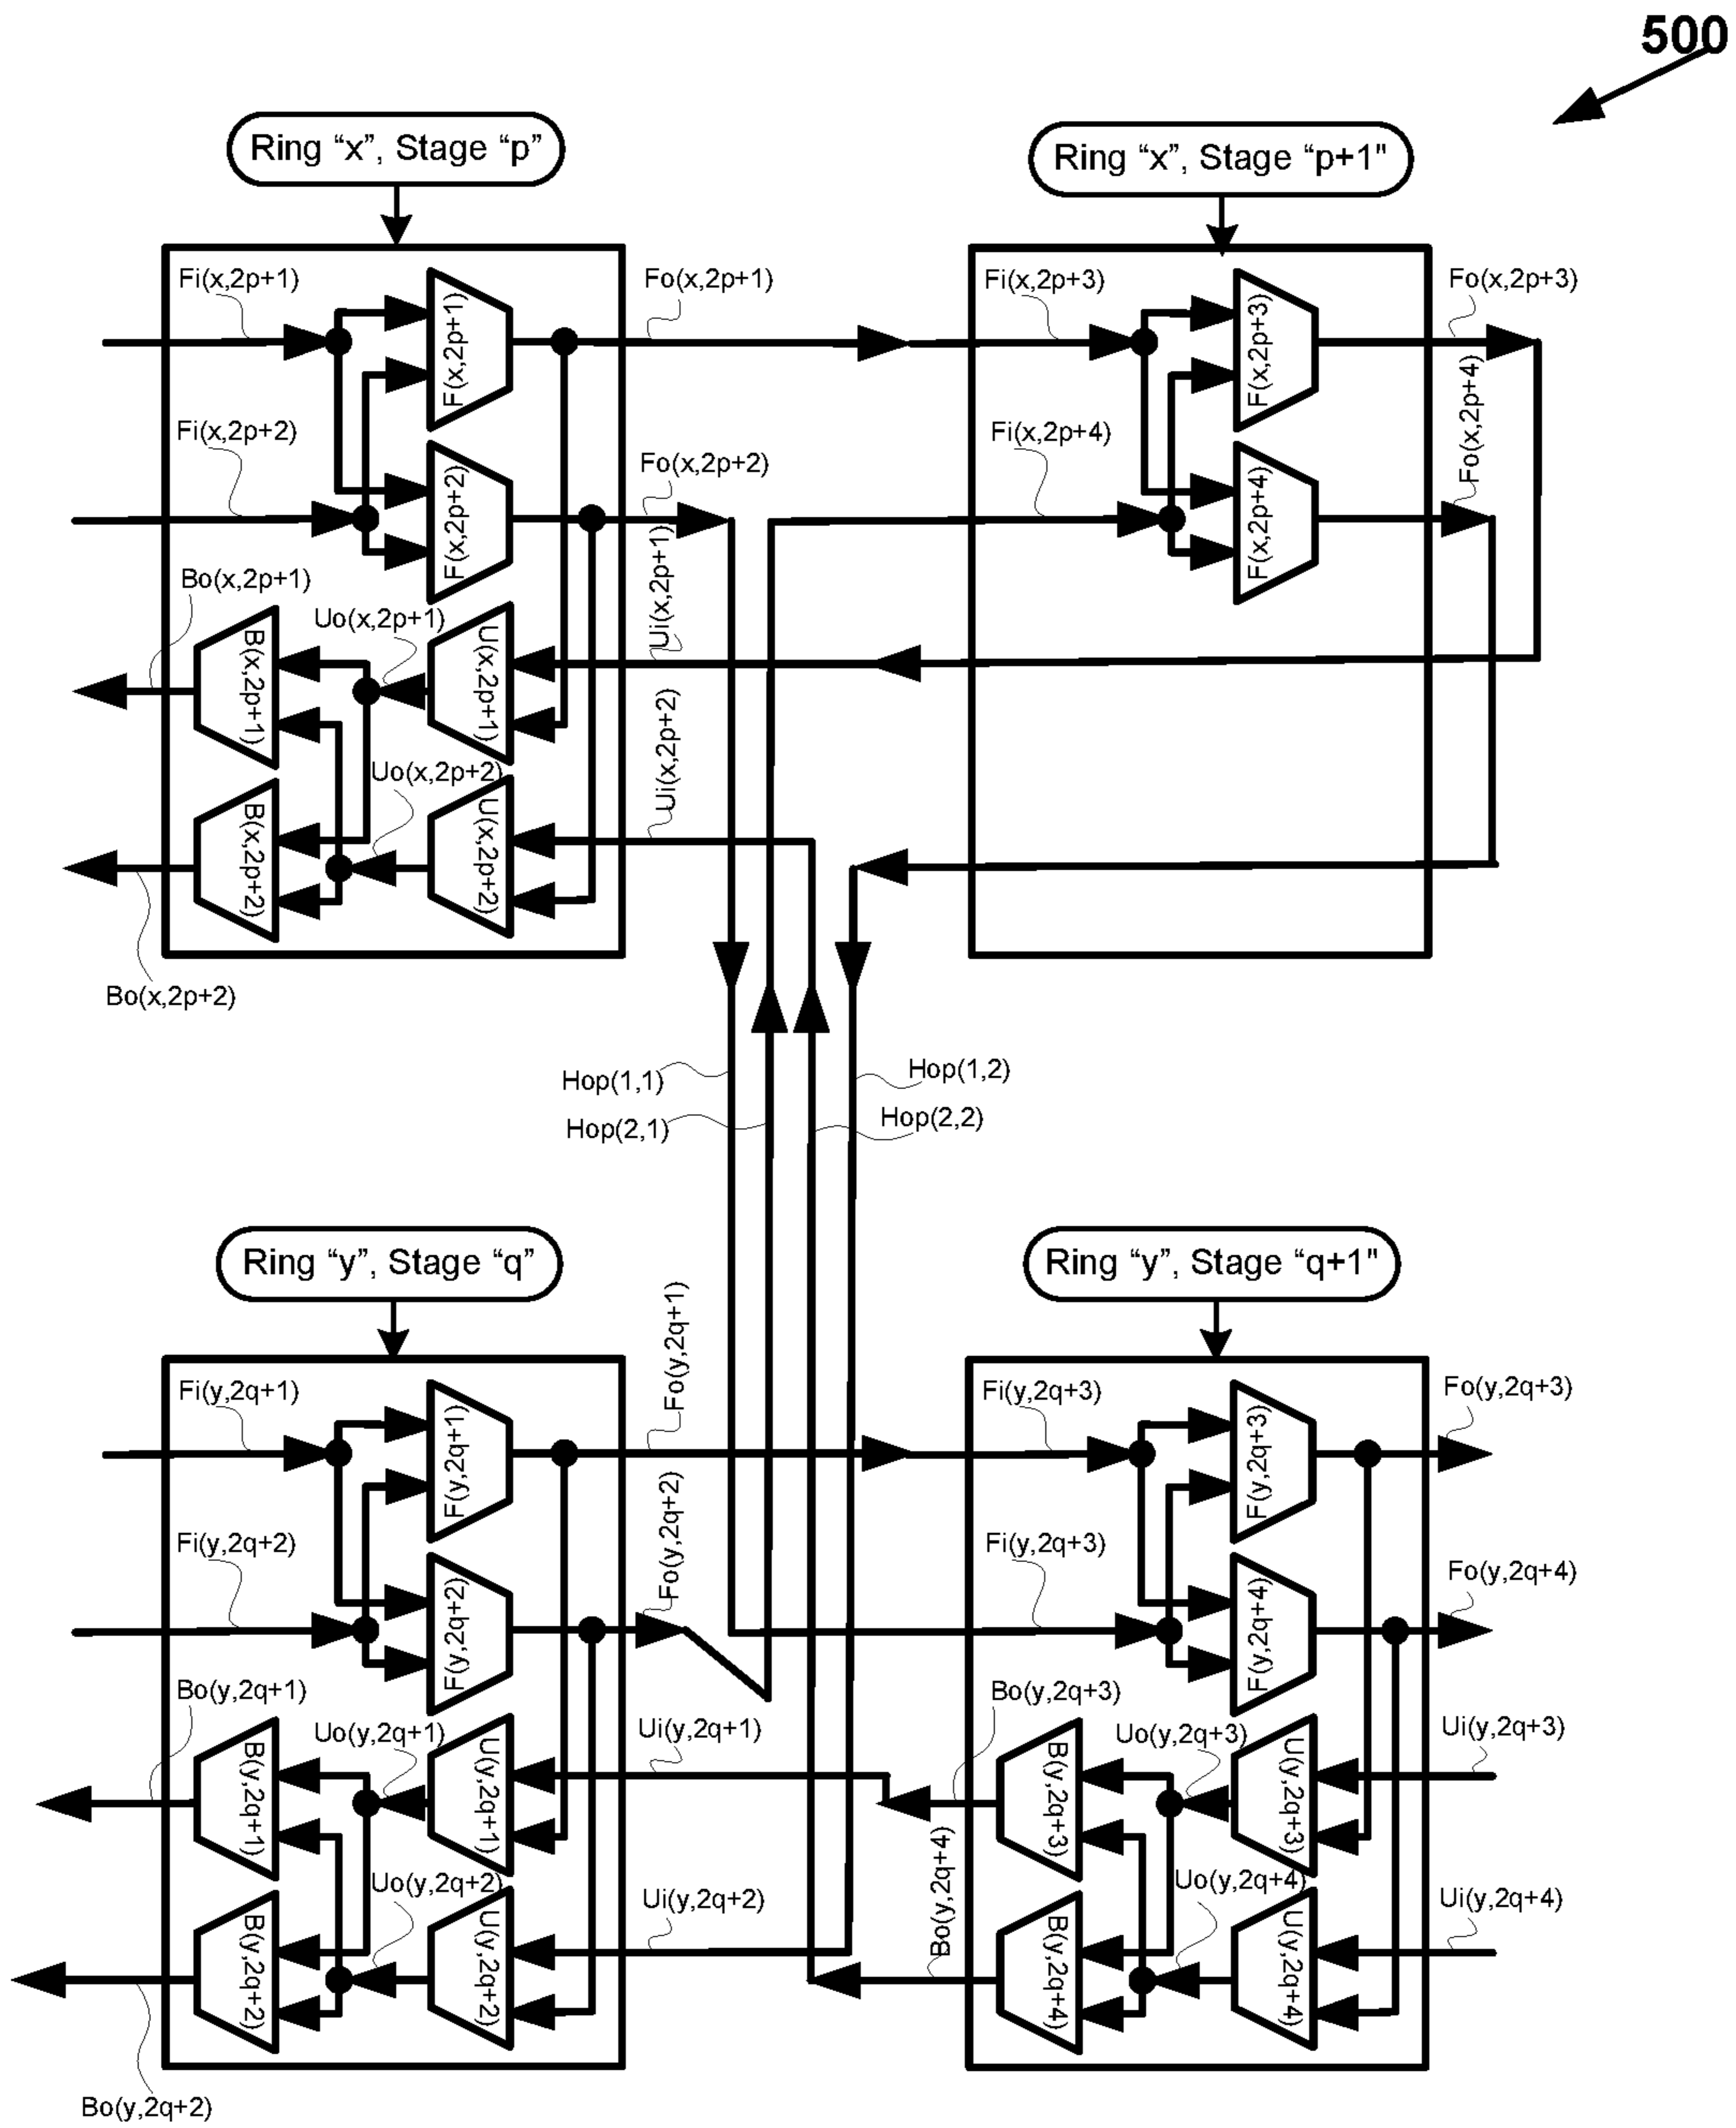 500
Ring “x”, Stage “p”
Ring “x”, Stage “p+1"
Fi(x,2p+1)
F(x,2p+1)
Fo(x,2p+1)
Fi(x,2p+3)
F(x,2p+3)
Fo(x,2p+3)
Fi(x,2p+2)
F(x,2p+2)
Fo(x,2p+2)
Fi(x,2p+4)
F(x,2p+4)
Fo(x,2p+4)
Bo(x,2p+1)
B(x,2p+1)
Uo(x,2p+1)
U(x,2p+1)
Ui(x,2p+1)
Uo(x,2p+2)
B(x,2p+2)
U(x,2p+2)
Ui(x,2p+2)
Bo(x,2p+2)
Hop(1,1)
Hop(1,2)
Hop(2,1)
Hop(2,2)
Ring “y”, Stage “q”
Ring “y”, Stage “q+1"
Fi(y,2q+1)
F(y,2q+1)
Fo(y,2q+1)
Fi(y,2q+3)
F(y,2q+3)
Fo(y,2q+3)
Fi(y,2q+2)
F(y,2q+2)
Fo(y,2q+2)
Fi(y,2q+3)
F(y,2q+4)
Fo(y,2q+4)
Bo(y,2q+1)
B(y,2q+1)
Uo(y,2q+1)
U(y,2q+1)
Ui(y,2q+1)
Bo(y,2q+3)
B(y,2q+3)
Uo(y,2q+3)
U(y,2q+3)
Ui(y,2q+3)
B(y,2q+2)
Uo(y,2q+2)
U(y,2q+2)
Ui(y,2q+2)
Bo(y,2q+4)
B(y,2q+4)
Uo(y,2q+4)
U(y,2q+4)
Ui(y,2q+4)
Bo(y,2q+2)